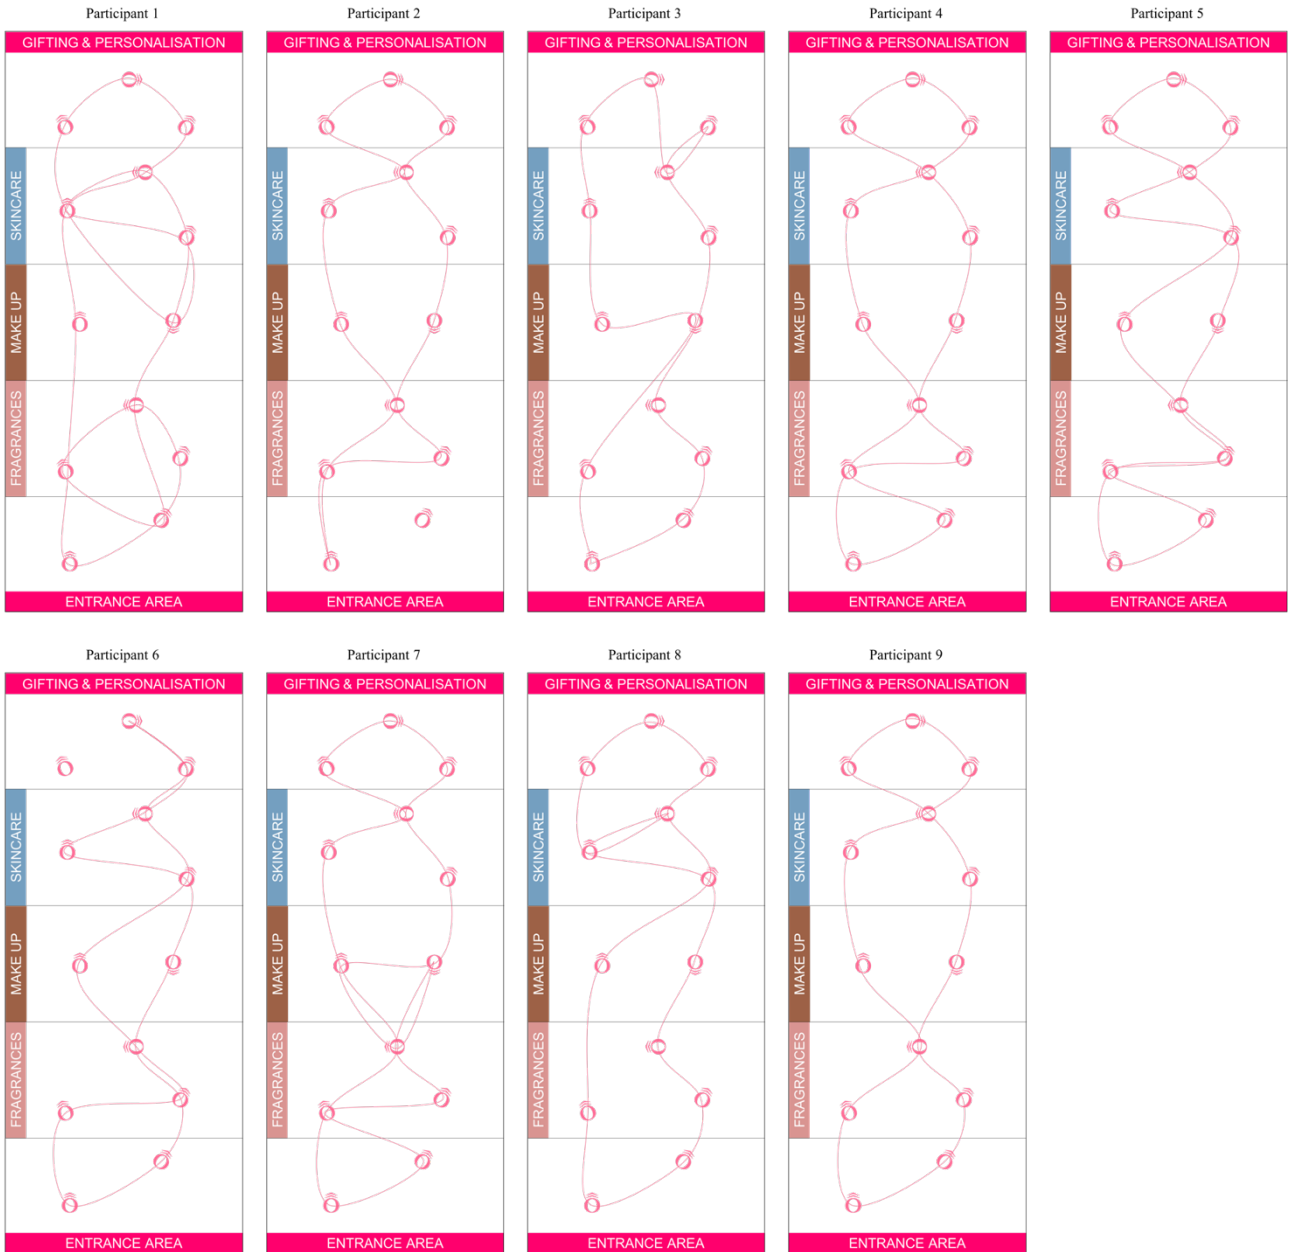 Participant 1
Participant 2
Participant 3
Participant 4
Participant 5
GIFTING & PERSONALISATION
GIFTING & PERSONALISATION
GIFTING & PERSONALISATION
GIFTING & PERSONALISATION
GIFTING & PERSONALISATION
SKINCARE
SKINCARE
SKINCARE
SKINCARE
SKINCARE
MAKE UP
MAKE UP
MAKE UP
MAKE UP
MAKE UP
FRAGRANCES
FRAGRANCES
FRAGRANCES
FRAGRANCES
FRAGRANCES
ENTRANCE AREA
ENTRANCE AREA
ENTRANCE AREA
ENTRANCE AREA
ENTRANCE AREA
Participant 6
Participant 7
Participant 8
Participant 9
GIFTING & PERSONALISATION
GIFTING & PERSONALISATION
GIFTING & PERSONALISATION
GIFTING & PERSONALISATION
SKINCARE
SKINCARE
SKINCARE
SKINCARE
MAKE UP
MAKE UP
MAKE UP
MAKE UP
FRAGRANCES
FRAGRANCES
FRAGRANCES
FRAGRANCES
ENTRANCE AREA
ENTRANCE AREA
ENTRANCE AREA
ENTRANCE AREA